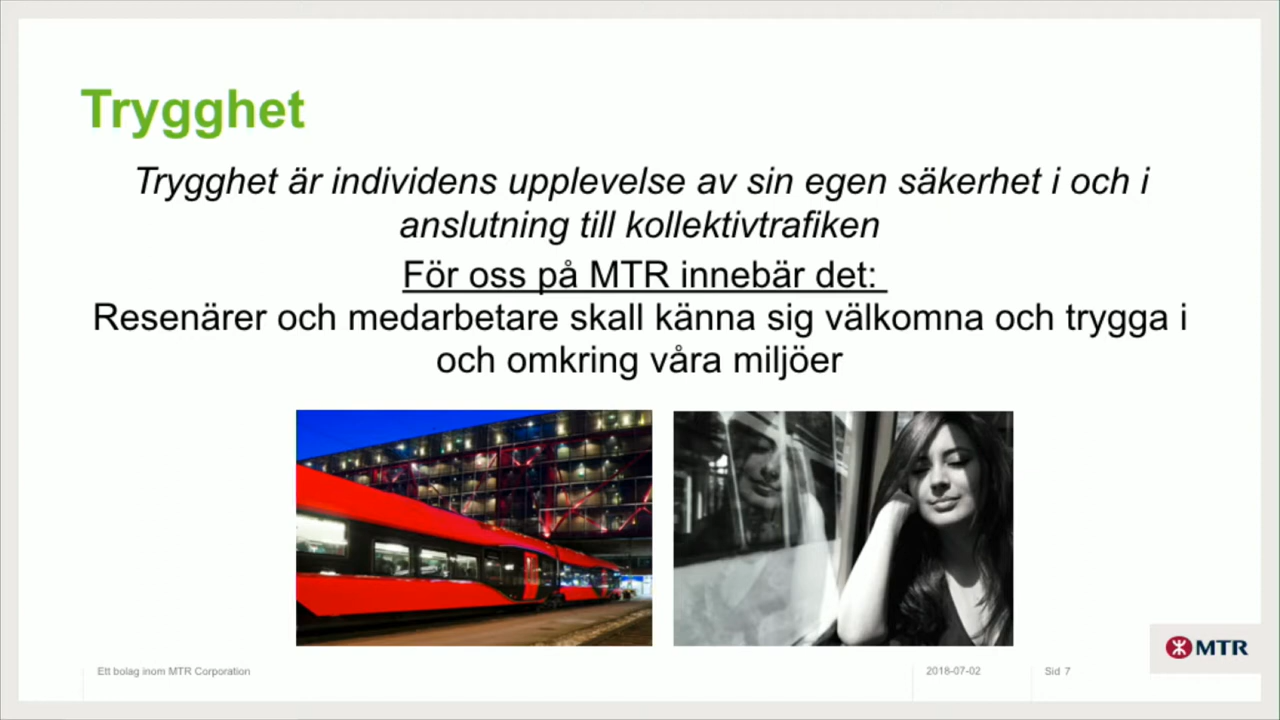 Trygghet
Trygghet är individens upplevelse av sin egen säkerhet i och i
anslutning till kollektivtrafiken
För oss på MTR innebär det:
Resenärer och medarbetare skall känna sig välkomna och trygga i
och omkring våra miljöer
Ett bolag inom MTR Corporation
2018-07-02
Sid 7
MTR